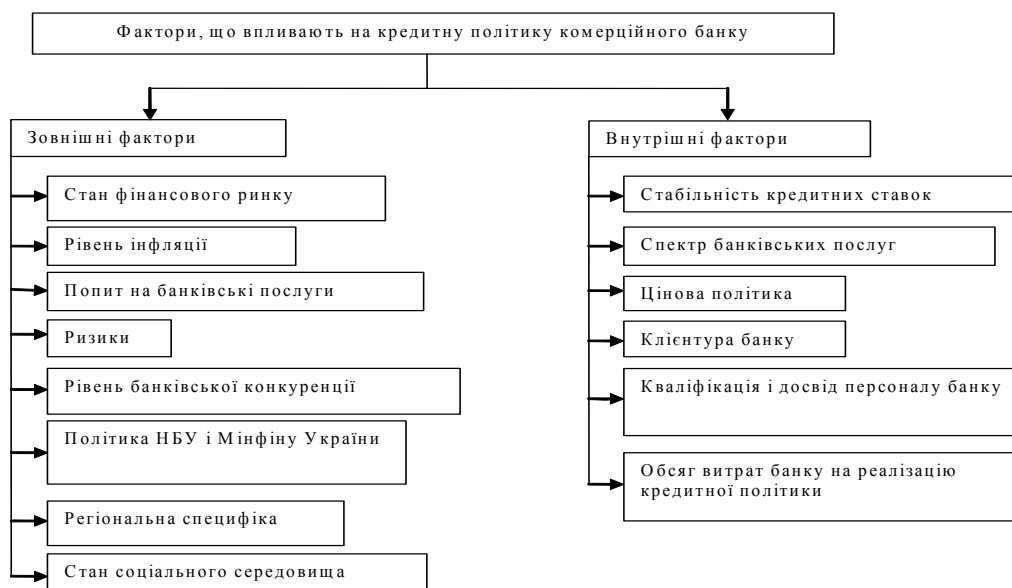 Фактори, що впливають на кредитну політику комерційного банку
Зовнішні фактори
Стан фінансового ринку
Рівень інфляції
Попит на банківські послуги
Ризики
Рівень банківської конкуренції
Політика НБУ і Мінфіну України
Регіональна специфіка
Стан соціального середовища
Внутрішні фактори
Стабільність кредитних ставок
Спектр банківських послуг
Цінова політика
Клієнтура банку
Кваліфікація і досвід персоналу банку
Обсяг витрат банку на реалізацію
кредитної політики